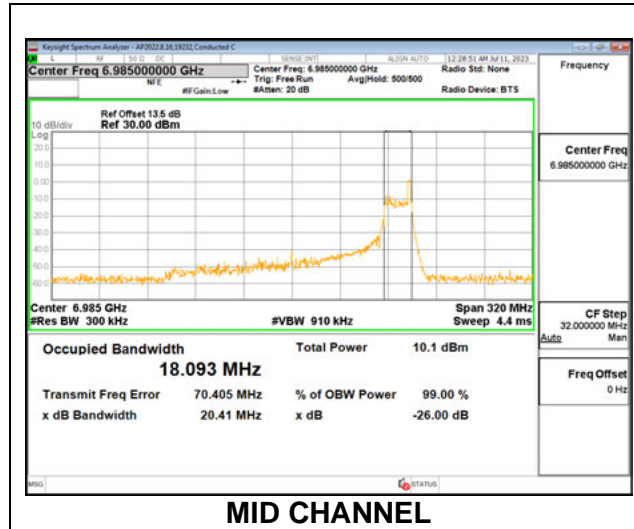 Keysight Spectrum Analyzer - AP2022.8.16,19232,Conducted C
L RF 50 Ω DC SENSE:INT ALIGN AUTO 12:28:51 AM Jul 11, 2023
Center Freq 6.985000000 GHz
NFE
#IFGain:Low
Center Freq: 6.985000000 GHz
Trig: Free Run Avg|Hold: 500/500
#Atten: 20 dB
Radio Std: None
Radio Device: BTS
Frequency
Ref Offset 13.5 dB
10 dB/div Ref 30.00 dBm
Log
20.0
10.0
0.00
-10.0
-20.0
-30.0
-40.0
-50.0
-60.0
Center Freq
6.985000000 GHz
Center 6.985 GHz Span 320 MHz
#Res BW 300 kHz #VBW 910 kHz Sweep 4.4 ms
CF Step
32.000000 MHz
Auto Man
Occupied Bandwidth Total Power 10.1 dBm
18.093 MHz
Transmit Freq Error 70.405 MHz % of OBW Power 99.00 %
x dB Bandwidth 20.41 MHz x dB -26.00 dB
Freq Offset
0 Hz
MSG STATUS
MID CHANNEL